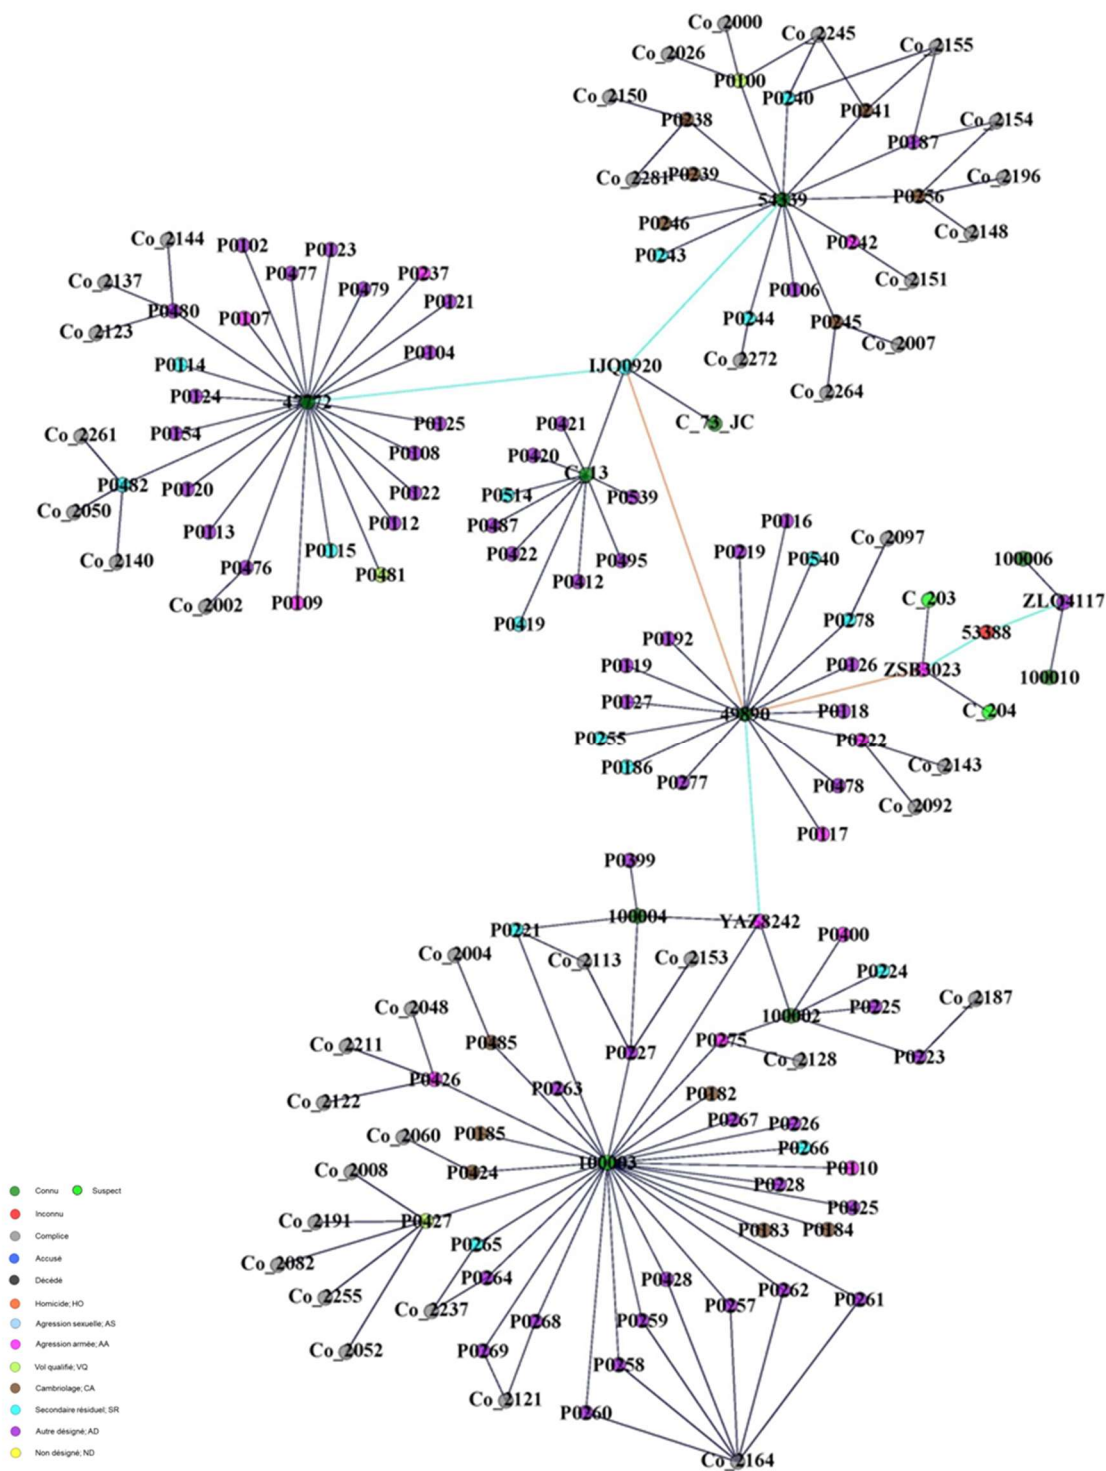 Co_2000
Co_2245
Co_2155
Co_2026
P0100
P0240
Co_2150
P0238
P0241
Co_2154
P0187
Co_2281
P0239
Co_2196
54339
P0256
P0246
Co_2148
P0243
P0242
Co_2151
P0106
P0244
P0245
Co_2007
Co_2272
Co_2264
Co_2144
P0102
P0123
Co_2137
P0477
P0237
P0479
P0121
P0480
P0107
Co_2123
P0104
P0114
IJQ0920
P0124
C_73_JC
P0125
P0154
Co_2261
P0108
P0482
P0120
P0122
Co_2050
P0113
P0112
P0115
Co_2140
P0476
P0481
Co_2002
P0109
P0421
P0420
P0514
P0539
P0487
P0422
P0495
P0412
P0419
P0116
P0219
P0540
Co_2097
100006
C_203
ZLQ4117
P0278
53388
P0192
P0119
P0126
ZSB3023
100010
P0127
49890
P0118
C_204
P0255
P0222
P0186
Co_2143
P0277
P0478
Co_2092
P0117
P0399
100004
YAZ8242
P0221
P0400
Co_2004
Co_2113
Co_2153
P0224
Co_2048
100002
P0225
Co_2187
Co_2211
P0485
P0275
P0227
Co_2128
P0223
P0426
P0263
P0182
Co_2122
P0267
P0226
Co_2060
P0185
P0266
100003
P0110
Co_2008
P0424
P0228
P0425
Co_2191
P0427
P0183
P0184
P0265
Co_2082
P0264
P0428
P0262
Co_2255
Co_2237
P0257
P0261
P0268
P0259
Co_2052
P0269
P0258
Co_2121
P0260
Co_2164
Connu
Suspect
Inconnu
Complice
Accusé
Décédé
Homicide; HO
Agression sexuelle; AS
Agression armée; AA
Vol qualifié; VQ
Cambriolage; CA
Secondaire résiduel; SR
Autre désigné; AD
Non désigné; ND